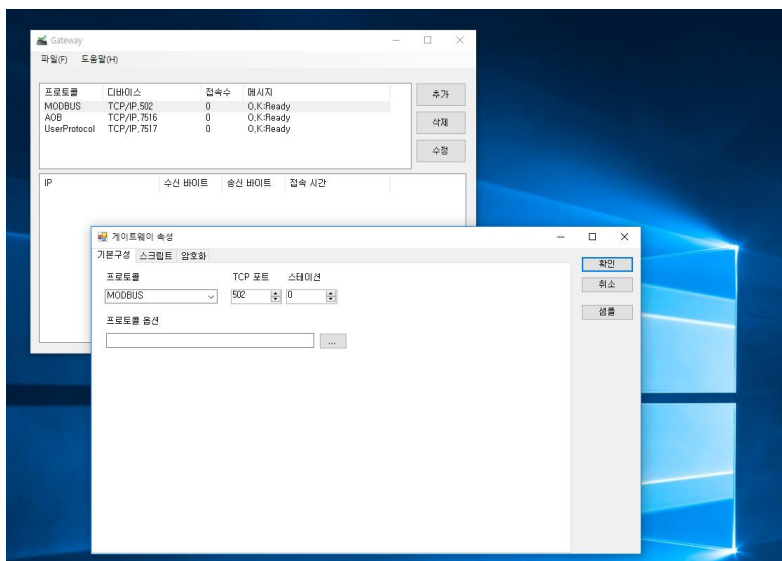 Gateway
파일(F) 도움말(H)
프로토콜 디바이스 접속수 메시지
MODBUS TCP/IP,502 0 O,K:Ready
AOB TCP/IP,7516 0 O,K:Ready
UserProtocol TCP/IP,7517 0 O,K:Ready
추가
삭제
수정
IP 수신 바이트 송신 바이트 접속 시간
게이트웨이 속성
기본구성 스크립트 암호화
프로토콜 TCP 포트 스테이션
MODBUS 502 0
프로토콜 옵션
...
확인
취소
샘플